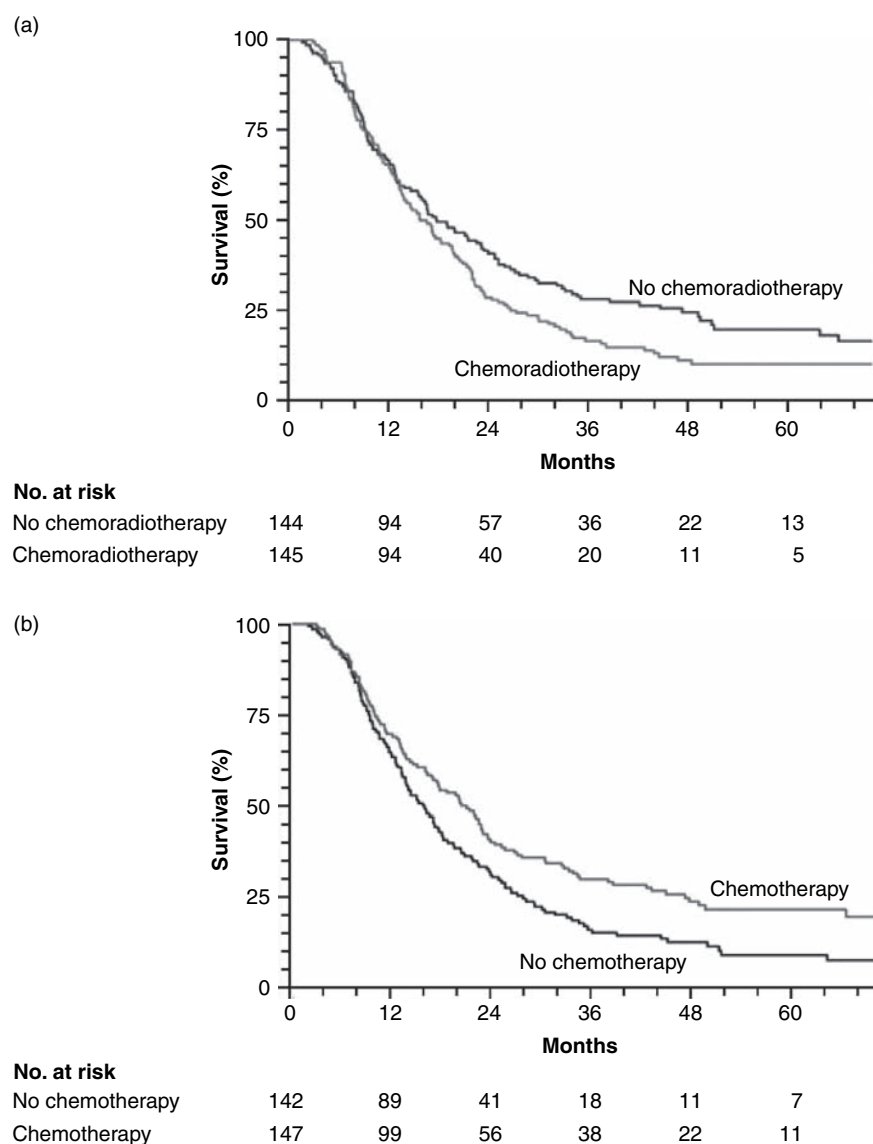 (a)
100
75
50
25
0
Survival (%)
No chemoradiotherapy
Chemoradiotherapy
0 12 24 36 48 60
Months
No. at risk
No chemoradiotherapy 144 94 57 36 22 13
Chemoradiotherapy 145 94 40 20 11 5
(b)
100
75
50
25
0
Survival (%)
Chemotherapy
No chemotherapy
0 12 24 36 48 60
Months
No. at risk
No chemotherapy 142 89 41 18 11 7
Chemotherapy 147 99 56 38 22 11